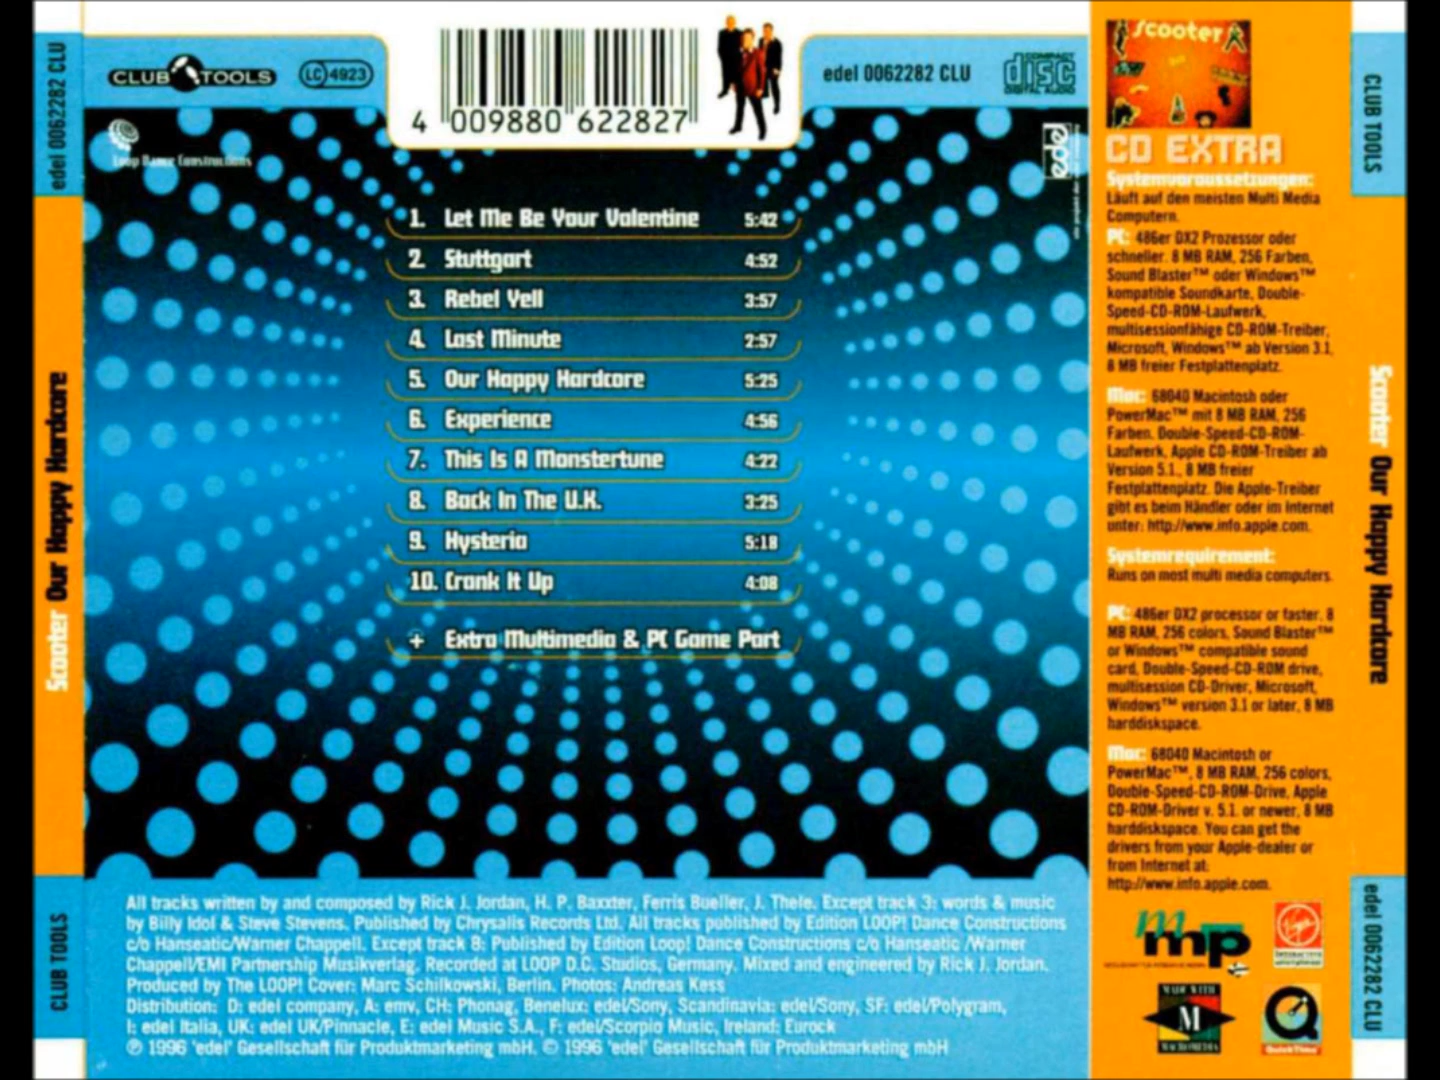 edel 0062282 CLU
Scooter Our Happy Hardcore
CLUB TOOLS
CLUB TOOLS
LC 4923
4 009880 622827
edel 0062282 CLU
COMPACT
disc
DIGITAL AUDIO
Loop Dance Constructions
edel
1. Let Me Be Your Valentine 5:42
2. Stuttgart 4:52
3. Rebel Yell 3:57
4. Last Minute 2:57
5. Our Happy Hardcore 5:25
6. Experience 4:56
7. This Is A Monstertune 4:22
8. Back In The U.K. 3:25
9. Hysteria 5:18
10. Crank It Up 4:08
+ Extra Multimedia & PC Game Part
All tracks written by and composed by Rick J. Jordan, H. P. Baxxter, Ferris Bueller, J. Thele. Except track 3: words & music
by Billy Idol & Steve Stevens. Published by Chrysalis Records Ltd. All tracks published by Edition LOOP! Dance Constructions
c/o Hanseatic/Warner Chappell. Except track 8: Published by Edition Loop! Dance Constructions c/o Hanseatic /Warner
Chappell/EMI Partnership Musikverlag. Recorded at LOOP D.C. Studios, Germany. Mixed and engineered by Rick J. Jordan.
Produced by The LOOP! Cover: Marc Schilkowski, Berlin. Photos: Andreas Kess
Distribution: D: edel company, A: emv, CH: Phonag, Benelux: edel/Sony, Scandinavia: edel/Sony, SF: edel/Polygram,
I: edel Italia, UK: edel UK/Pinnacle, E: edel Music S.A., F: edel/Scorpio Music, Ireland: Eurock
℗ 1996 'edel' Gesellschaft für Produktmarketing mbH. © 1996 'edel' Gesellschaft für Produktmarketing mbH
scooter
CD EXTRA
Systemvoraussetzungen:
Läuft auf den meisten Multi Media
Computern.
PC: 486er DX2 Prozessor oder
schneller. 8 MB RAM, 256 Farben,
Sound Blaster™ oder Windows™
kompatible Soundkarte, Double-
Speed-CD-ROM-Laufwerk,
multisessionfähige CD-ROM-Treiber,
Microsoft, Windows™ ab Version 3.1,
8 MB freier Festplattenplatz.
Mac: 68040 Macintosh oder
PowerMac™ mit 8 MB RAM, 256
Farben. Double-Speed-CD-ROM-
Laufwerk, Apple CD-ROM-Treiber ab
Version 5.1., 8 MB freier
Festplattenplatz. Die Apple-Treiber
gibt es beim Händler oder im Internet
unter: http://www.info.apple.com.
Systemrequirement:
Runs on most multi media computers.
PC: 486er DX2 processor or faster. 8
MB RAM, 256 colors, Sound Blaster™
or Windows™ compatible sound
card, Double-Speed-CD-ROM drive,
multisession CD-Driver, Microsoft,
Windows™ version 3.1 or later, 8 MB
harddiskspace.
Mac: 68040 Macintosh or
PowerMac™, 8 MB RAM, 256 colors,
Double-Speed-CD-ROM-Drive, Apple
CD-ROM-Driver v. 5.1. or newer, 8 MB
harddiskspace. You can get the
drivers from your Apple-dealer or
from Internet at:
http://www.info.apple.com.
m mp
Virgin
INTERACTIVE
MADE WITH
M
MACROMEDIA
QuickTime
CLUB TOOLS
Scooter Our Happy Hardcore
edel 0062282 CLU